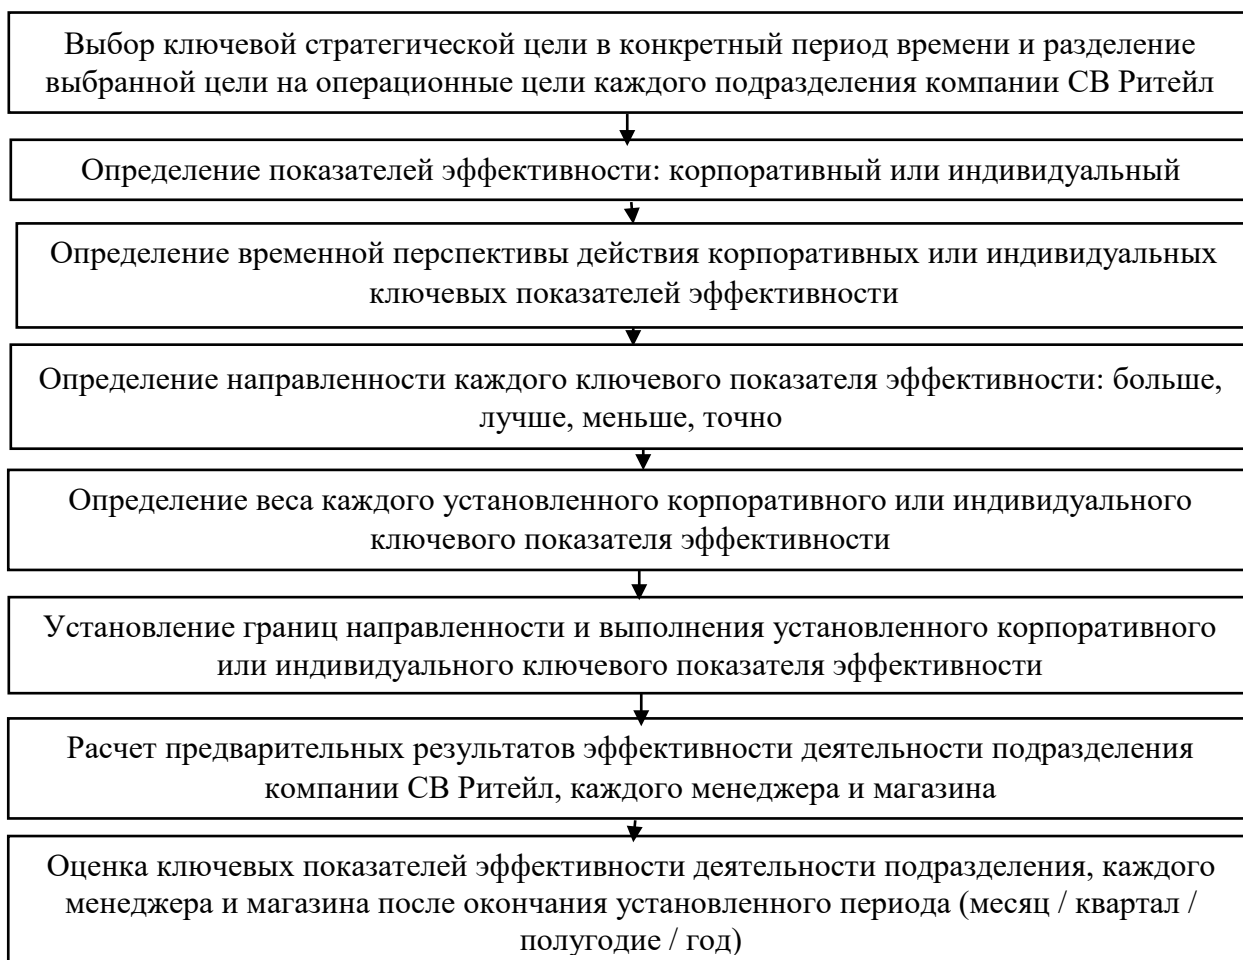 Выбор ключевой стратегической цели в конкретный период времени и разделение
выбранной цели на операционные цели каждого подразделения компании СВ Ритейл
Определение показателей эффективности: корпоративный или индивидуальный
Определение временной перспективы действия корпоративных или индивидуальных
ключевых показателей эффективности
Определение направленности каждого ключевого показателя эффективности: больше,
лучше, меньше, точно
Определение веса каждого установленного корпоративного или индивидуального
ключевого показателя эффективности
Установление границ направленности и выполнения установленного корпоративного
или индивидуального ключевого показателя эффективности
Расчет предварительных результатов эффективности деятельности подразделения
компании СВ Ритейл, каждого менеджера и магазина
Оценка ключевых показателей эффективности деятельности подразделения, каждого
менеджера и магазина после окончания установленного периода (месяц / квартал /
полугодие / год)